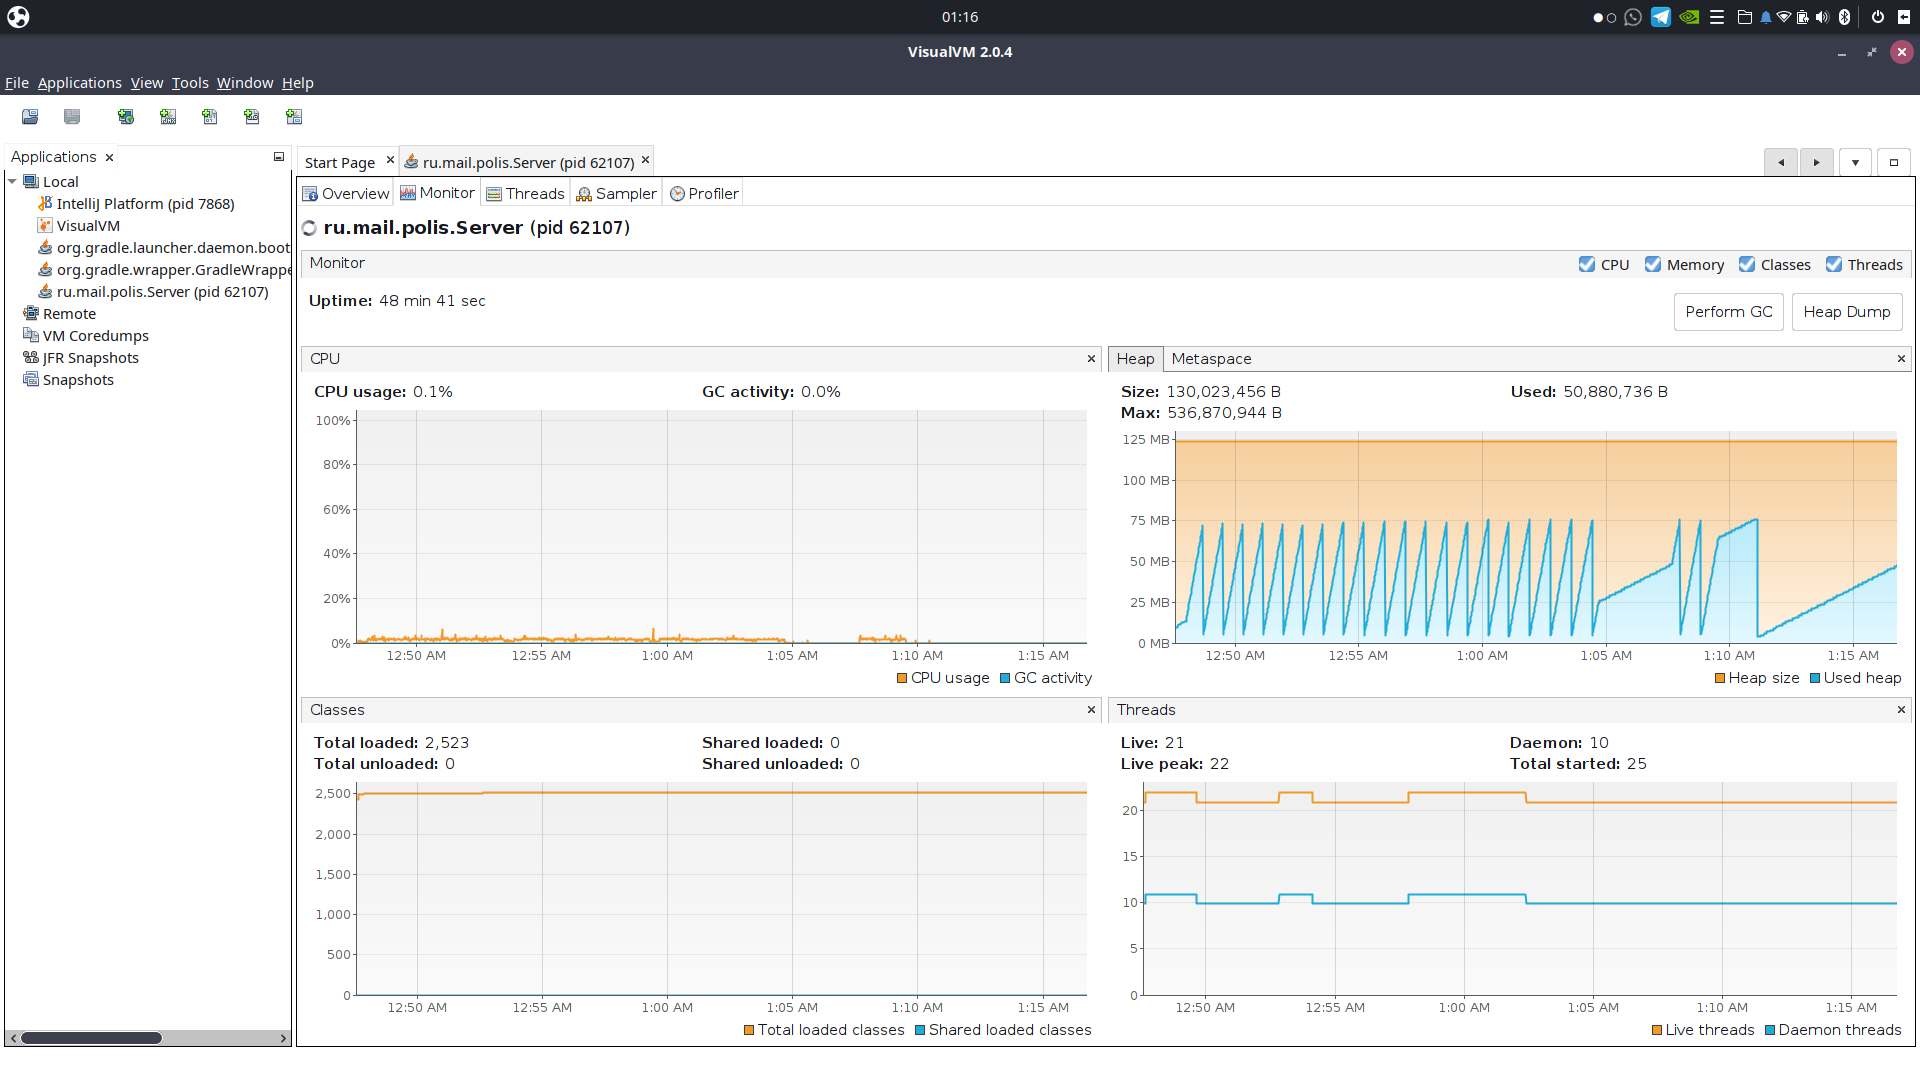 01:16
VisualVM 2.0.4
File Applications View Tools Window Help
Applications
Start Page
ru.mail.polis.Server (pid 62107)
Local
IntelliJ Platform (pid 7868)
VisualVM
org.gradle.launcher.daemon.boot
org.gradle.wrapper.GradleWrappe
ru.mail.polis.Server (pid 62107)
Remote
VM Coredumps
JFR Snapshots
Snapshots
Overview Monitor Threads Sampler Profiler
ru.mail.polis.Server (pid 62107)
Monitor
CPU Memory Classes Threads
Uptime: 48 min 41 sec
Perform GC Heap Dump
CPU
CPU usage: 0.1% GC activity: 0.0%
100%
80%
60%
40%
20%
0%
12:50 AM 12:55 AM 1:00 AM 1:05 AM 1:10 AM 1:15 AM
CPU usage GC activity
Heap Metaspace
Size: 130,023,456 B Used: 50,880,736 B
Max: 536,870,944 B
125 MB
100 MB
75 MB
50 MB
25 MB
0 MB
12:50 AM 12:55 AM 1:00 AM 1:05 AM 1:10 AM 1:15 AM
Heap size Used heap
Classes
Total loaded: 2,523 Shared loaded: 0
Total unloaded: 0 Shared unloaded: 0
2,500
2,000
1,500
1,000
500
0
12:50 AM 12:55 AM 1:00 AM 1:05 AM 1:10 AM 1:15 AM
Total loaded classes Shared loaded classes
Threads
Live: 21 Daemon: 10
Live peak: 22 Total started: 25
20
15
10
5
0
12:50 AM 12:55 AM 1:00 AM 1:05 AM 1:10 AM 1:15 AM
Live threads Daemon threads